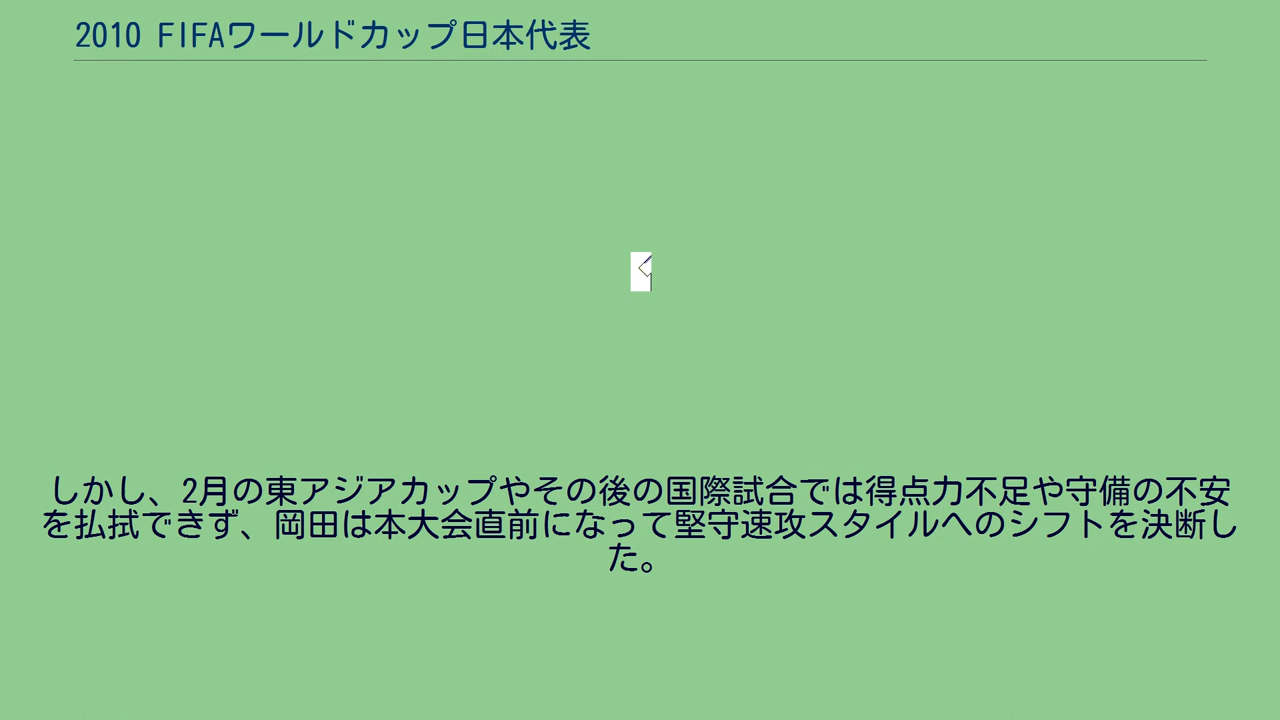 2010 FIFAワールドカップ日本代表
しかし、2月の東アジアカップやその後の国際試合では得点力不足や守備の不安
を払拭できず、岡田は本大会直前になって堅守速攻スタイルへのシフトを決断し
た。